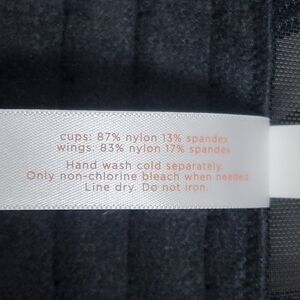 cups: 87% nylon 13% spandex
wings: 83% nylon 17% spandex
Hand wash cold separately.
Only non-chlorine bleach when needed.
Line dry. Do not iron.